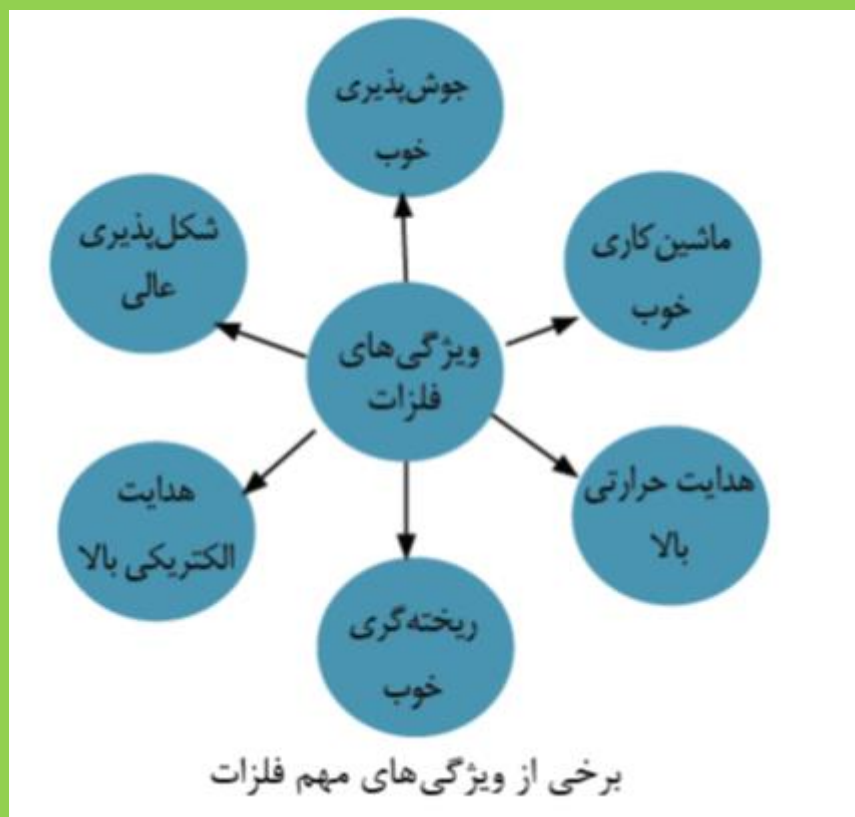 جوش‌پذیری
خوب
ماشین‌کاری
خوب
شکل‌پذیری
عالی
ویژگی‌های
فلزات
هدایت حرارتی
بالا
هدایت
الکتریکی بالا
ریخته‌گری
خوب
برخی از ویژگی‌های مهم فلزات